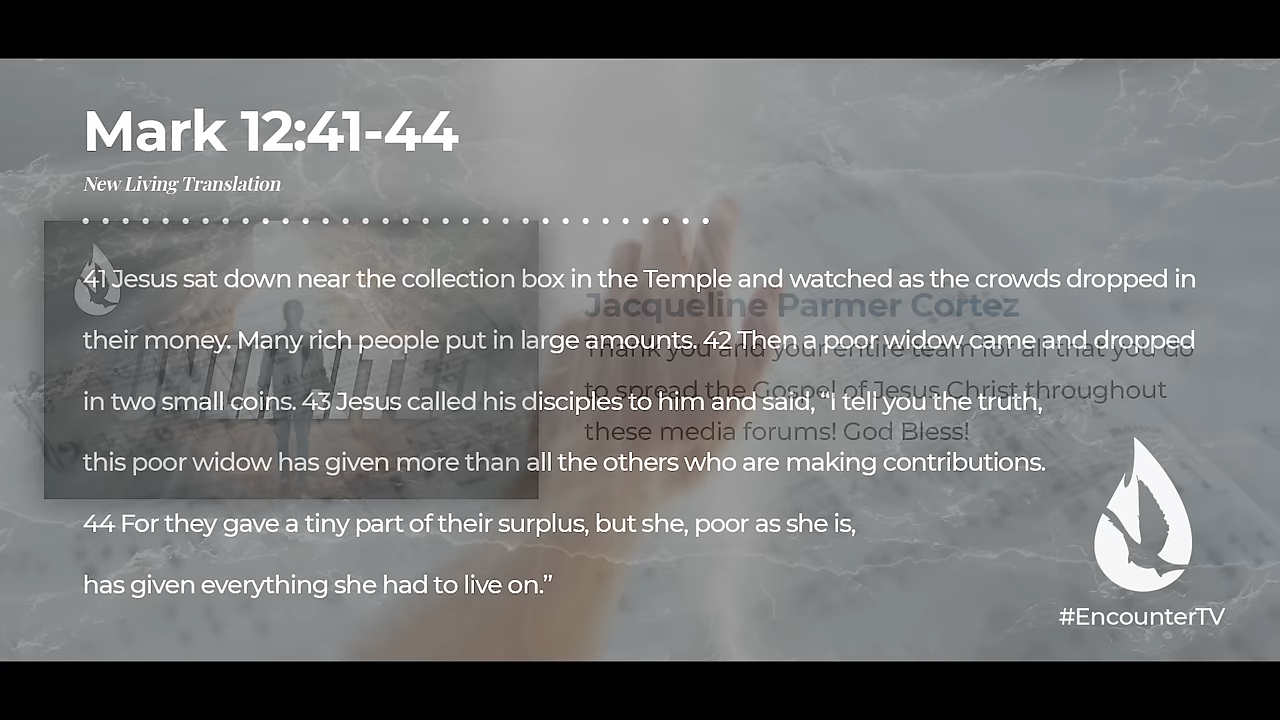 Mark 12:41-44
New Living Translation
41 Jesus sat down near the collection box in the Temple and watched as the crowds dropped in
their money. Many rich people put in large amounts. 42 Then a poor widow came and dropped
in two small coins. 43 Jesus called his disciples to him and said, “I tell you the truth,
this poor widow has given more than all the others who are making contributions.
44 For they gave a tiny part of their surplus, but she, poor as she is,
has given everything she had to live on.”
Jacqueline Parmer Cortez
Thank you and your entire team for all that you do
to spread the Gospel of Jesus Christ throughout
these media forums! God Bless!
#EncounterTV